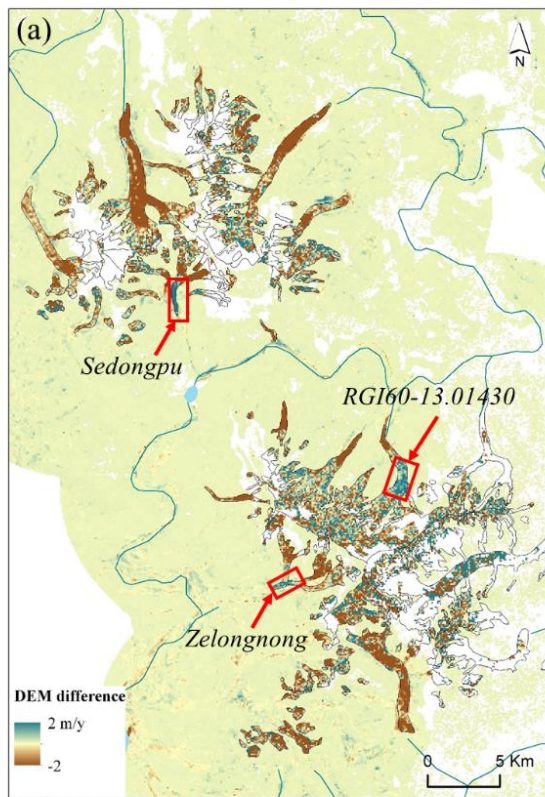 (a)
N
Sedongpu
RGI60-13.01430
Zelongnong
DEM difference
2 m/y
-2
0 5 Km